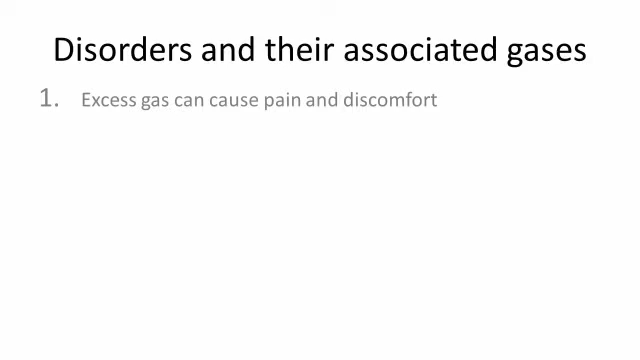 Disorders and their associated gases
1. Excess gas can cause pain and discomfort